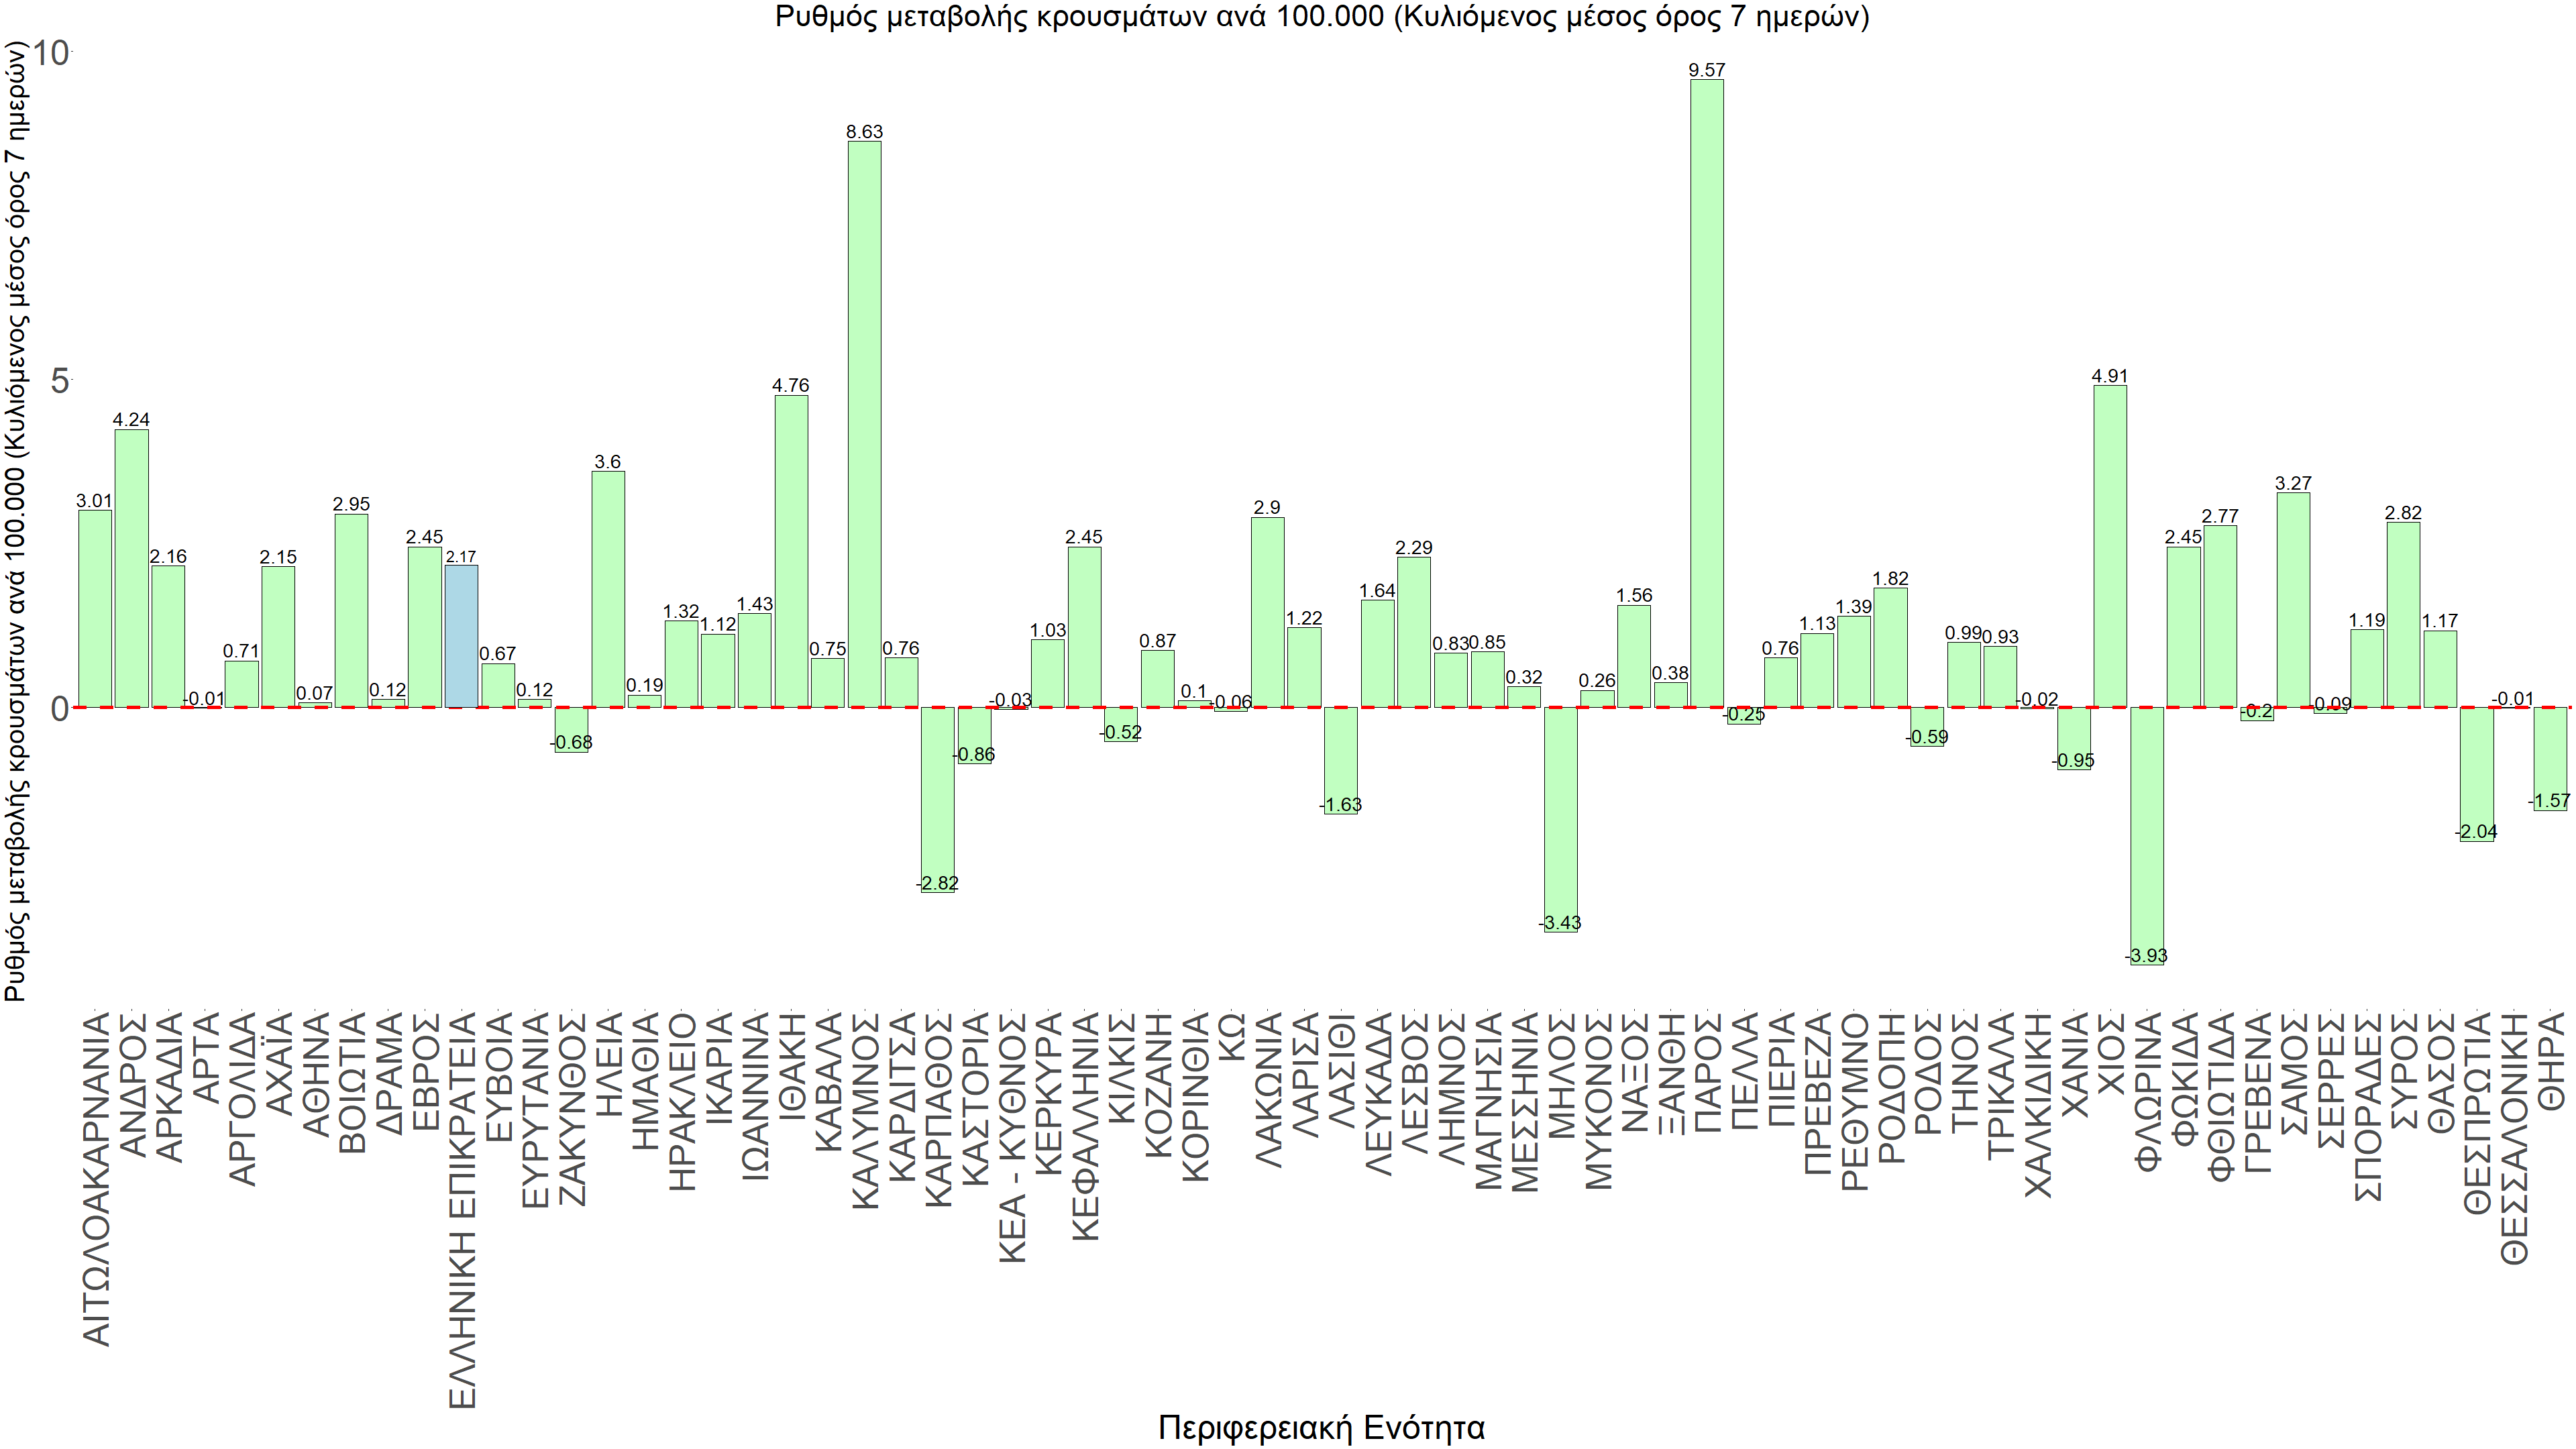 Ρυθμός μεταβολής κρουσμάτων ανά 100.000 (Κυλιόμενος μέσος όρος 7 ημερών)
Ρυθμός μεταβολής κρουσμάτων ανά 100.000 (Κυλιόμενος μέσος όρος 7 ημερών)
10
5
0
3.01
4.24
2.16
-0.01
0.71
2.15
0.07
2.95
0.12
2.45
2.17
0.67
0.12
-0.68
3.6
0.19
1.32
1.12
1.43
4.76
0.75
8.63
0.76
-2.82
-0.86
-0.03
1.03
2.45
-0.52
0.87
0.1
-0.06
2.9
1.22
-1.63
1.64
2.29
0.83
0.85
0.32
-3.43
0.26
1.56
0.38
9.57
-0.25
0.76
1.13
1.39
1.82
-0.59
0.99
0.93
-0.02
-0.95
4.91
-3.93
2.45
2.77
-0.2
3.27
-0.09
1.19
2.82
1.17
-2.04
-0.01
-1.57
ΑΙΤΩΛΟΑΚΑΡΝΑΝΙΑ
ΑΝΔΡΟΣ
ΑΡΚΑΔΙΑ
ΑΡΤΑ
ΑΡΓΟΛΙΔΑ
ΑΧΑΪΑ
ΑΘΗΝΑ
ΒΟΙΩΤΙΑ
ΔΡΑΜΑ
ΕΒΡΟΣ
ΕΛΛΗΝΙΚΗ ΕΠΙΚΡΑΤΕΙΑ
ΕΥΒΟΙΑ
ΕΥΡΥΤΑΝΙΑ
ΖΑΚΥΝΘΟΣ
ΗΛΕΙΑ
ΗΜΑΘΙΑ
ΗΡΑΚΛΕΙΟ
ΙΚΑΡΙΑ
ΙΩΑΝΝΙΝΑ
ΙΘΑΚΗ
ΚΑΒΑΛΑ
ΚΑΛΥΜΝΟΣ
ΚΑΡΔΙΤΣΑ
ΚΑΡΠΑΘΟΣ
ΚΑΣΤΟΡΙΑ
ΚΕΑ - ΚΥΘΝΟΣ
ΚΕΡΚΥΡΑ
ΚΕΦΑΛΛΗΝΙΑ
ΚΙΛΚΙΣ
ΚΟΖΑΝΗ
ΚΟΡΙΝΘΙΑ
ΚΩ
ΛΑΚΩΝΙΑ
ΛΑΡΙΣΑ
ΛΑΣΙΘΙ
ΛΕΥΚΑΔΑ
ΛΕΣΒΟΣ
ΛΗΜΝΟΣ
ΜΑΓΝΗΣΙΑ
ΜΕΣΣΗΝΙΑ
ΜΗΛΟΣ
ΜΥΚΟΝΟΣ
ΝΑΞΟΣ
ΞΑΝΘΗ
ΠΑΡΟΣ
ΠΕΛΛΑ
ΠΙΕΡΙΑ
ΠΡΕΒΕΖΑ
ΡΕΘΥΜΝΟ
ΡΟΔΟΠΗ
ΡΟΔΟΣ
ΤΗΝΟΣ
ΤΡΙΚΑΛΑ
ΧΑΛΚΙΔΙΚΗ
ΧΑΝΙΑ
ΧΙΟΣ
ΦΛΩΡΙΝΑ
ΦΩΚΙΔΑ
ΦΘΙΩΤΙΔΑ
ΓΡΕΒΕΝΑ
ΣΑΜΟΣ
ΣΕΡΡΕΣ
ΣΠΟΡΑΔΕΣ
ΣΥΡΟΣ
ΘΑΣΟΣ
ΘΕΣΠΡΩΤΙΑ
ΘΕΣΣΑΛΟΝΙΚΗ
ΘΗΡΑ
Περιφερειακή Ενότητα